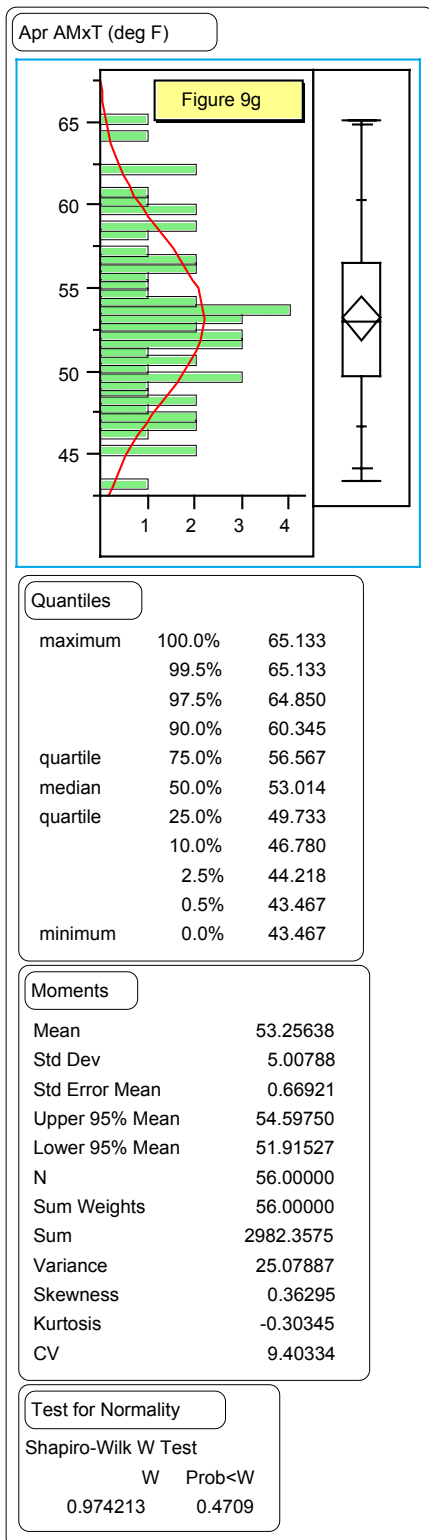 Apr AMxT (deg F)
Figure 9g
65
60
55
50
45
1 2 3 4
Quantiles
maximum 100.0% 65.133
99.5% 65.133
97.5% 64.850
90.0% 60.345
quartile 75.0% 56.567
median 50.0% 53.014
quartile 25.0% 49.733
10.0% 46.780
2.5% 44.218
0.5% 43.467
minimum 0.0% 43.467
Moments
Mean 53.25638
Std Dev 5.00788
Std Error Mean 0.66921
Upper 95% Mean 54.59750
Lower 95% Mean 51.91527
N 56.00000
Sum Weights 56.00000
Sum 2982.3575
Variance 25.07887
Skewness 0.36295
Kurtosis -0.30345
CV 9.40334
Test for Normality
Shapiro-Wilk W Test
W Prob<W
0.974213 0.4709